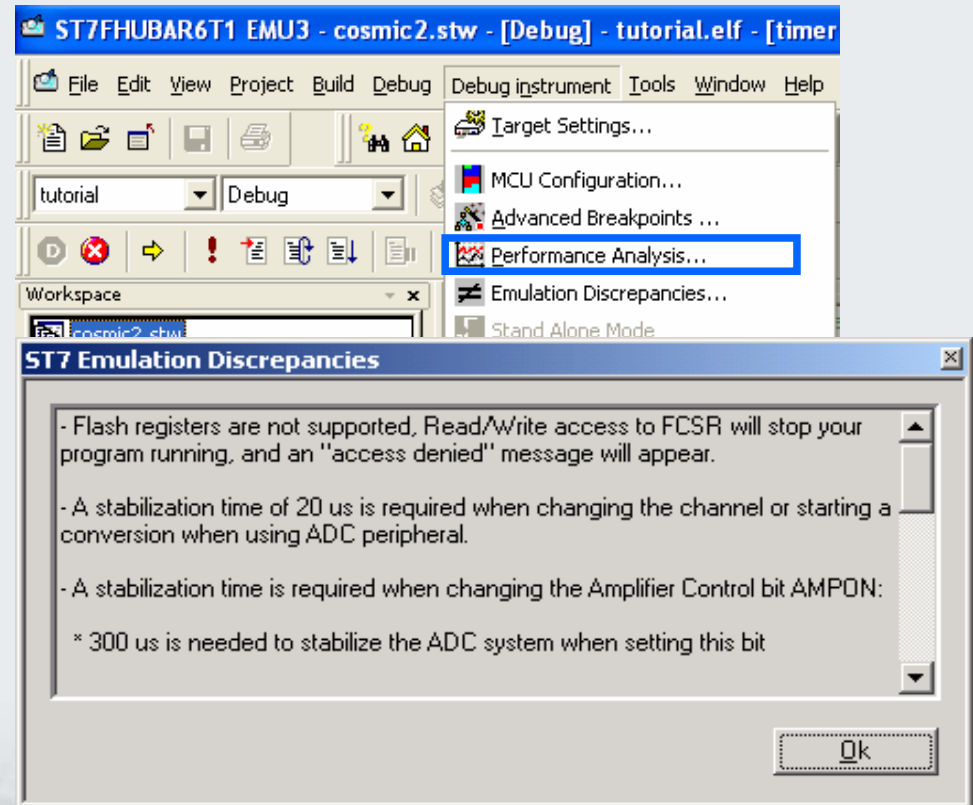 ST7FHUBAR6T1 EMU3 - cosmic2.stw - [Debug] - tutorial.elf - [timer
File Edit View Project Build Debug Debug instrument Tools Window Help
Target Settings...
MCU Configuration...
tutorial Debug
Advanced Breakpoints ...
Performance Analysis...
Workspace
Emulation Discrepancies...
cosmic2.stw
Stand Alone Mode
ST7 Emulation Discrepancies
- Flash registers are not supported, Read/Write access to FCSR will stop your
program running, and an "access denied" message will appear.
- A stabilization time of 20 us is required when changing the channel or starting a
conversion when using ADC peripheral.
- A stabilization time is required when changing the Amplifier Control bit AMPON:
* 300 us is needed to stabilize the ADC system when setting this bit
Ok